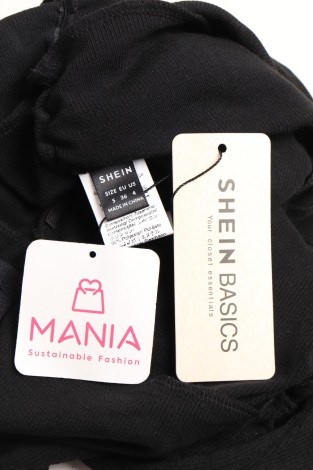 SHEIN
SIZE EU US
S 36 4
MADE IN CHINA
SHEIN BASICS
Your closet essentials
MANIA
Sustainable Fashion